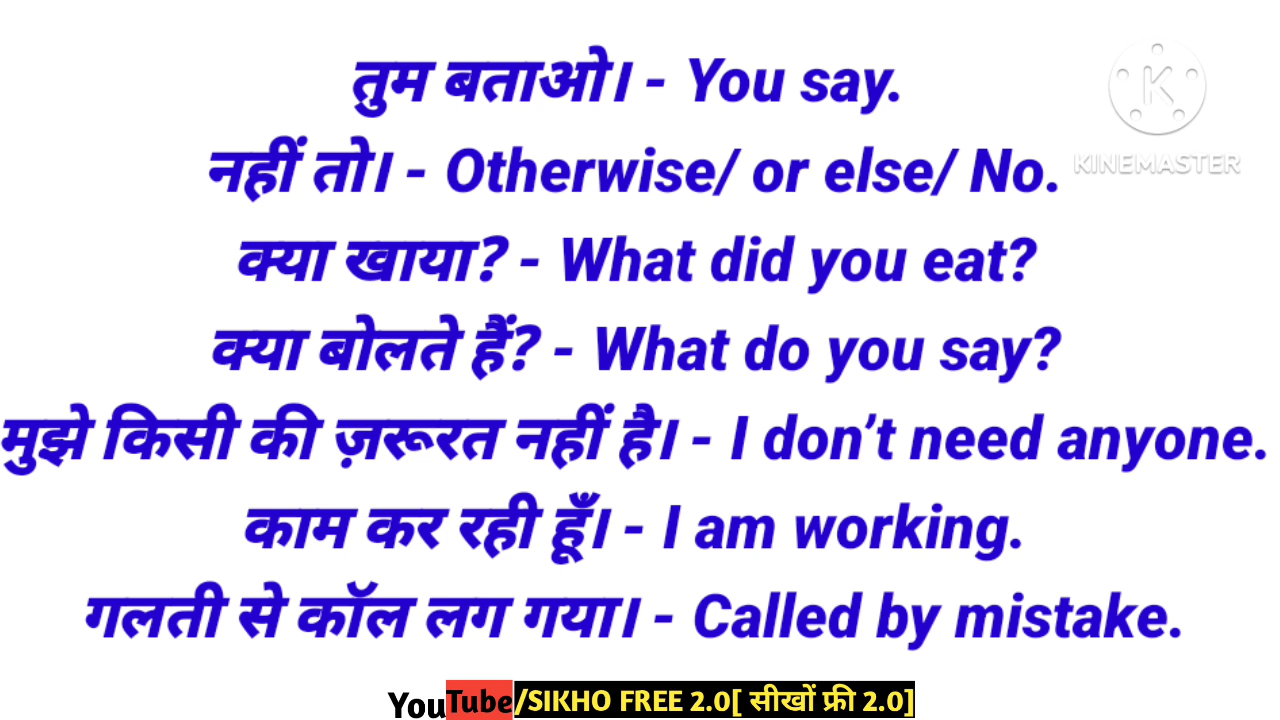 तुम बताओ। - You say.
नहीं तो। - Otherwise/ or else/ No.
क्या खाया? - What did you eat?
क्या बोलते हैं? - What do you say?
मुझे किसी की ज़रूरत नहीं है। - I don’t need anyone.
काम कर रही हूँ। - I am working.
गलती से कॉल लग गया। - Called by mistake.
K
KINEMASTER
YouTube/SIKHO FREE 2.0[ सीखों फ्री 2.0]